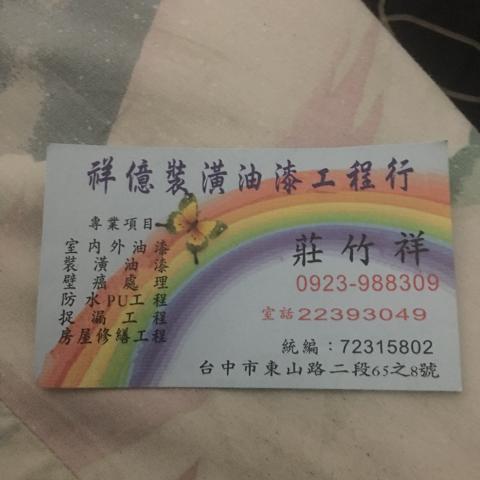 祥億裝潢油漆工程行
專業項目
室內外油漆
裝潢油漆
壁癌處理
防水PU工程
捉漏工程
房屋修繕工程
莊竹祥
0923-988309
室話22393049
統編：72315802
台中市東山路二段65之8號